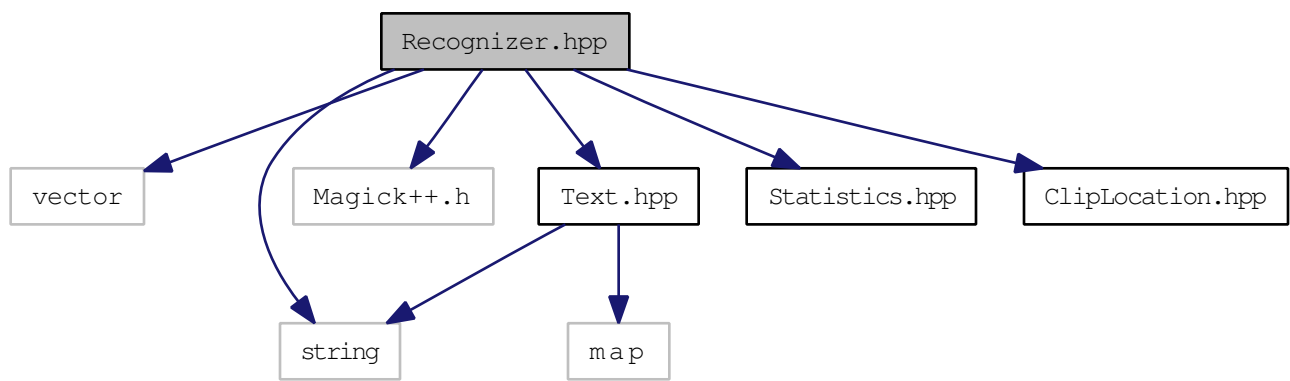 Recognizer.hpp
vector
Magick++.h
Text.hpp
Statistics.hpp
ClipLocation.hpp
string
map